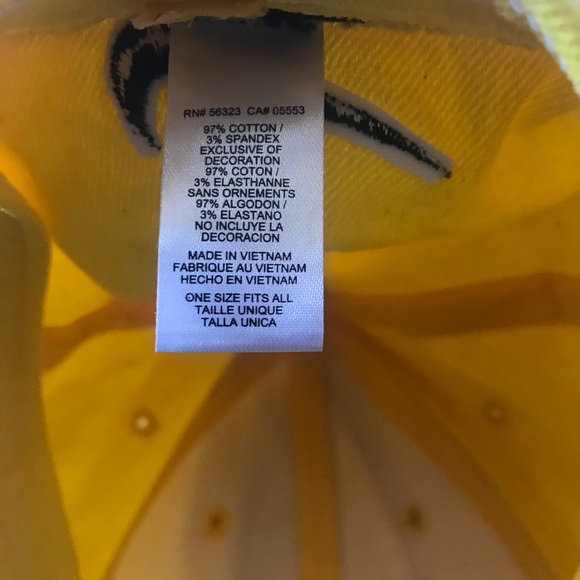 RN# 56323 CA# 05553
97% COTTON /
3% SPANDEX
EXCLUSIVE OF
DECORATION
97% COTON /
3% ELASTHANNE
SANS ORNEMENTS
97% ALGODON /
3% ELASTANO
NO INCLUYE LA
DECORACION
MADE IN VIETNAM
FABRIQUE AU VIETNAM
HECHO EN VIETNAM
ONE SIZE FITS ALL
TAILLE UNIQUE
TALLA UNICA